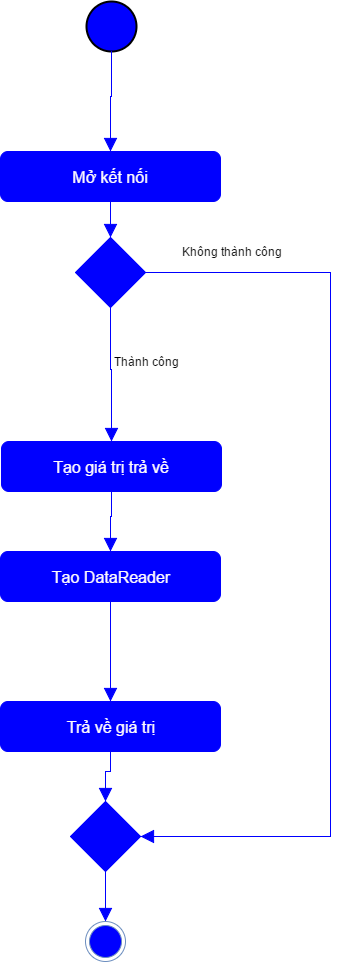 Mở kết nối
Không thành công
Thành công
Tạo giá trị trả về
Tạo DataReader
Trả về giá trị